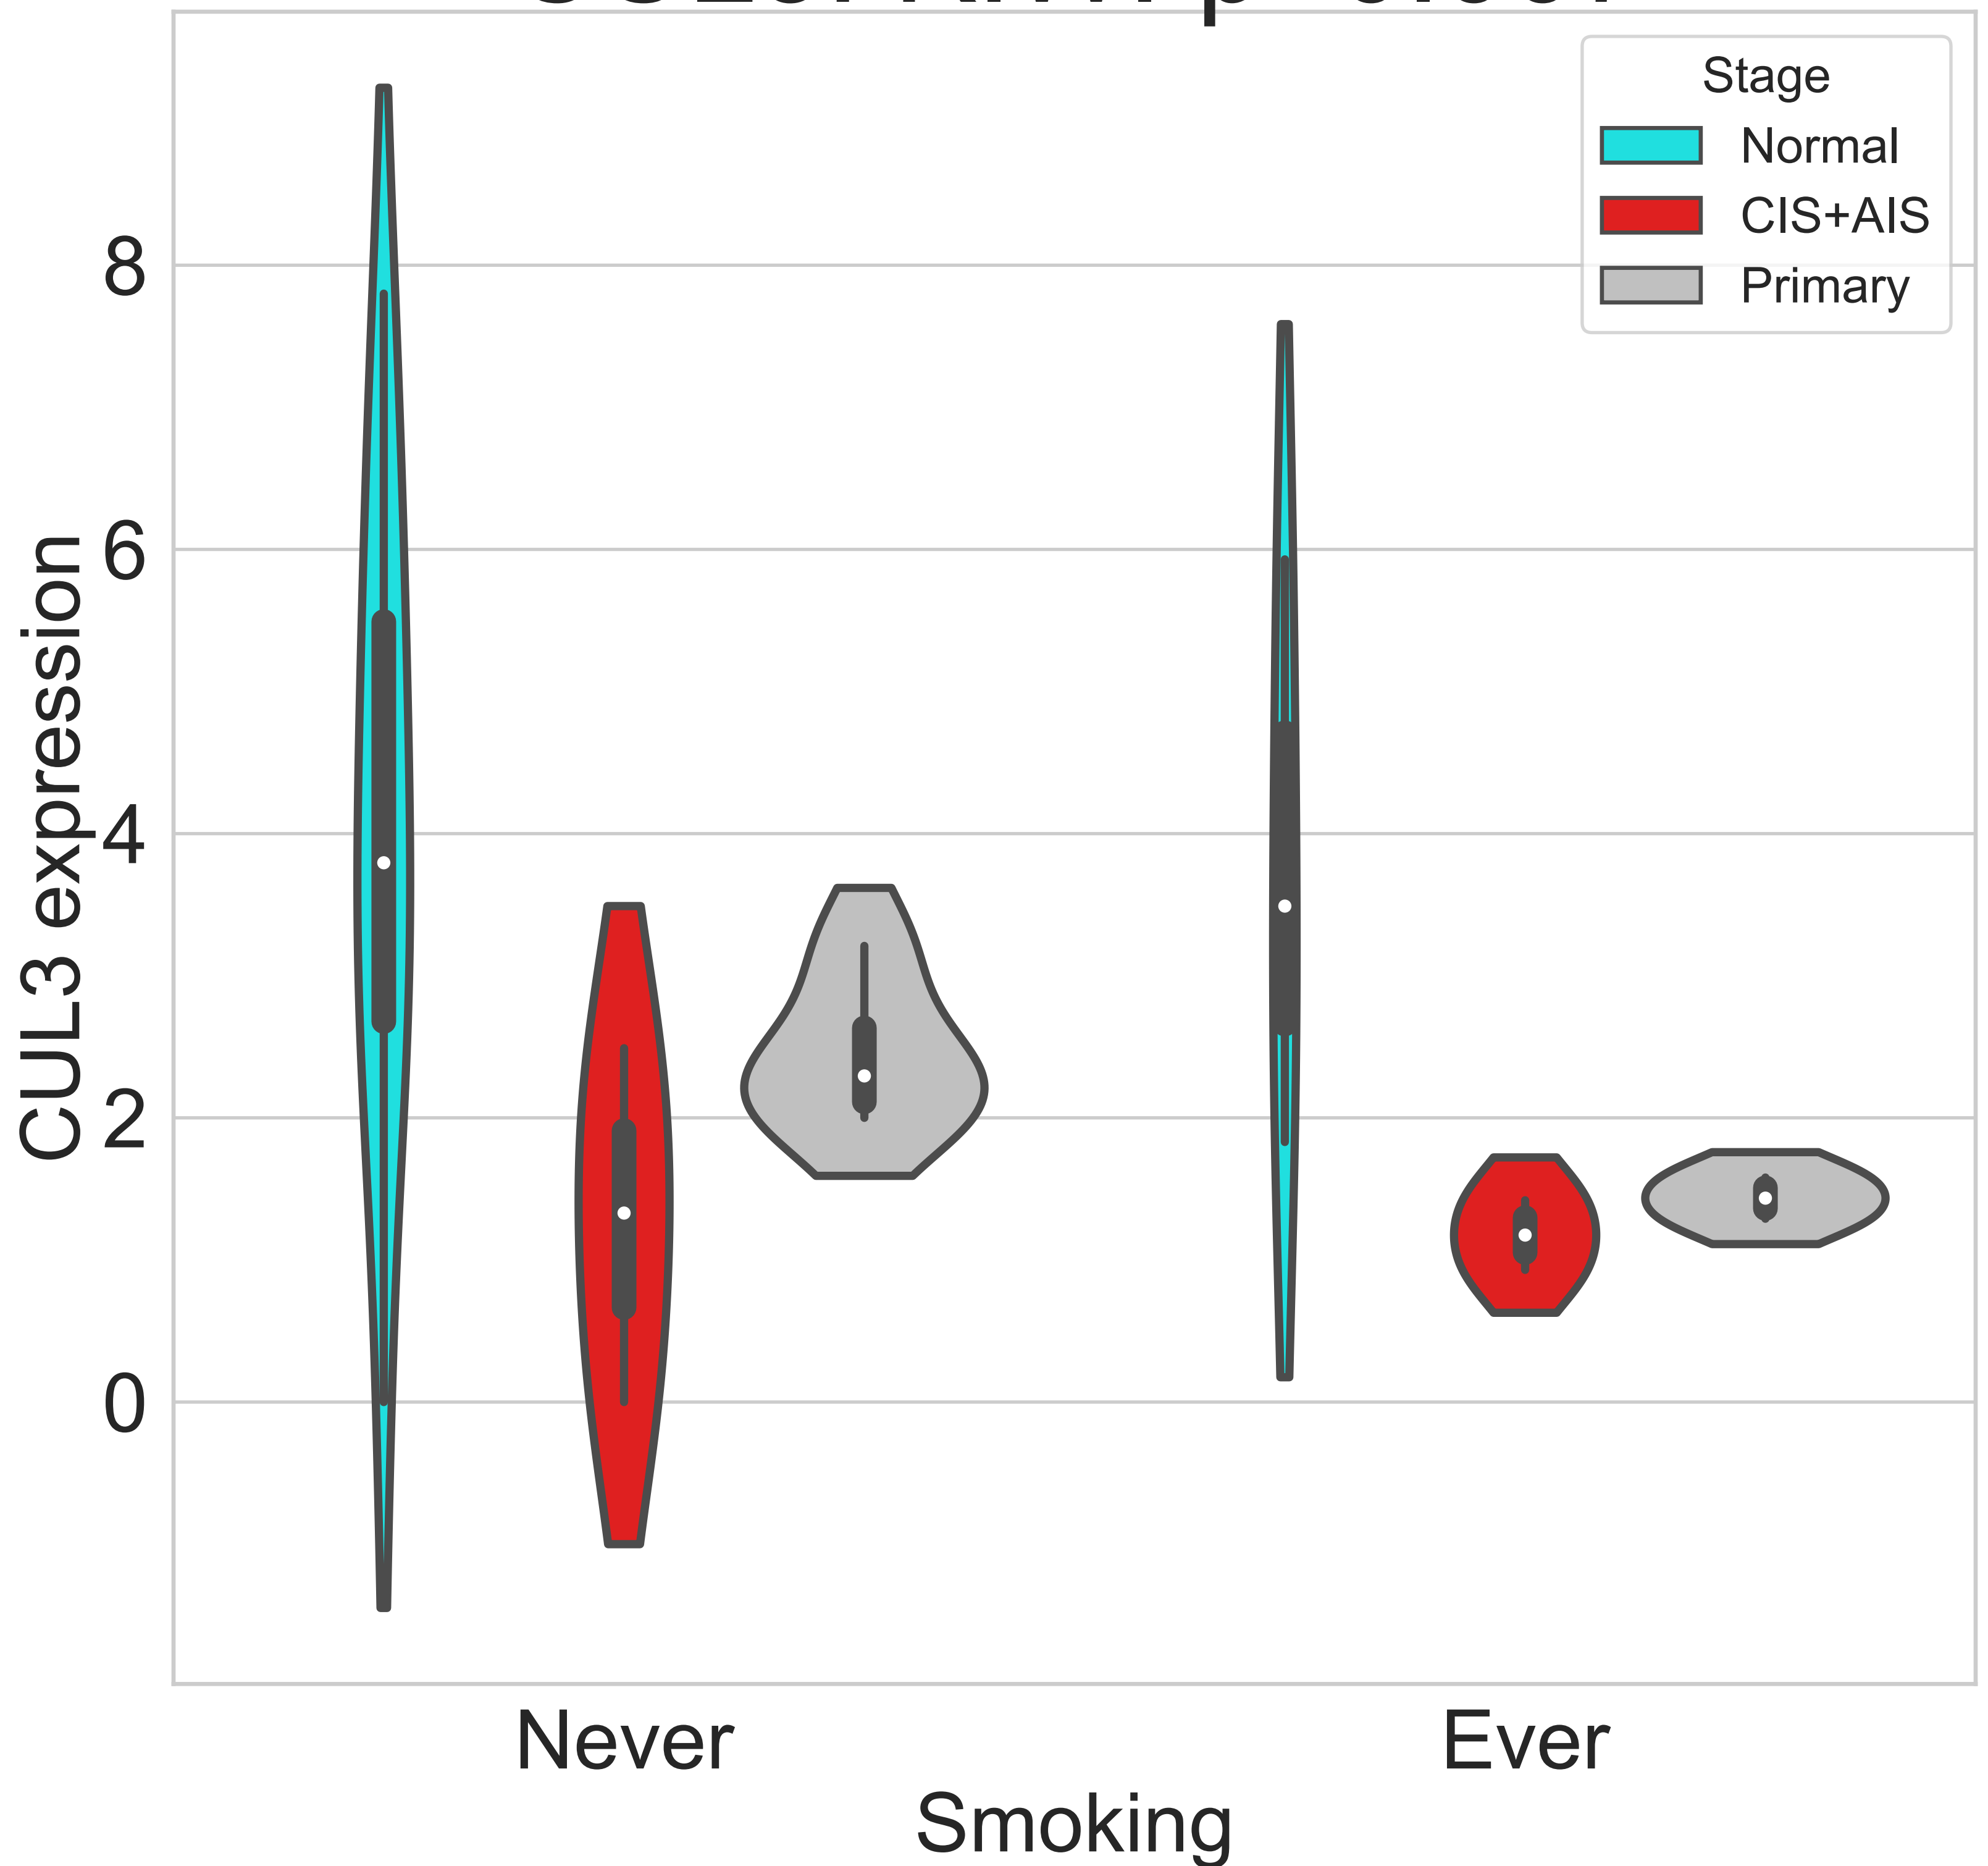 Stage
Normal
CIS+AIS
Primary
8
6
4
2
0
CUL3 expression
Never
Ever
Smoking